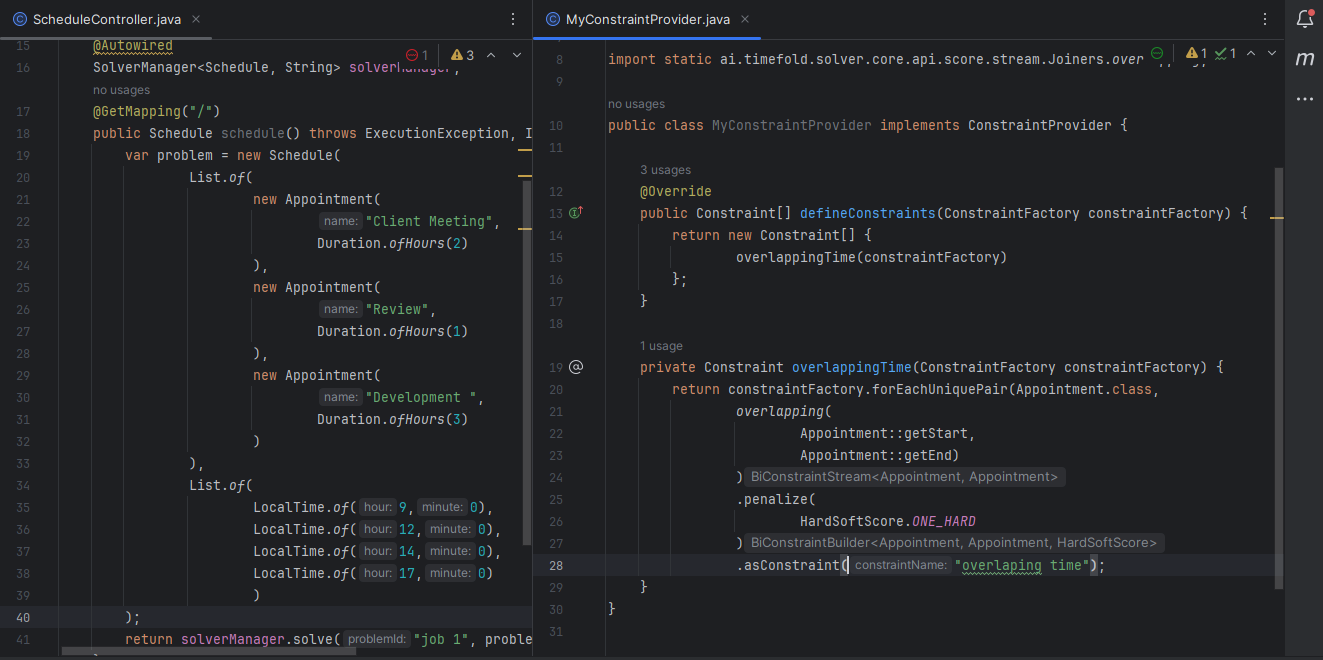 ScheduleController.java
15 @Autowired
1 3
16 SolverManager<Schedule, String> solverManager;
no usages
17 @GetMapping("/")
18 public Schedule schedule() throws ExecutionException, I
19 var problem = new Schedule(
20 List.of(
21 new Appointment(
22 name: "Client Meeting",
23 Duration.ofHours(2)
24 ),
25 new Appointment(
26 name: "Review",
27 Duration.ofHours(1)
28 ),
29 new Appointment(
30 name: "Development ",
31 Duration.ofHours(3)
32 )
33 ),
34 List.of(
35 LocalTime.of( hour: 9, minute: 0),
36 LocalTime.of( hour: 12, minute: 0),
37 LocalTime.of( hour: 14, minute: 0),
38 LocalTime.of( hour: 17, minute: 0)
39 )
40 );
41 return solverManager.solve( problemId: "job 1", proble
MyConstraintProvider.java
8 import static ai.timefold.solver.core.api.score.stream.Joiners.over
1 1
9
no usages
10 public class MyConstraintProvider implements ConstraintProvider {
11
3 usages
12 @Override
13 public Constraint[] defineConstraints(ConstraintFactory constraintFactory) {
14 return new Constraint[] {
15 overlappingTime(constraintFactory)
16 };
17 }
18
1 usage
19 @ private Constraint overlappingTime(ConstraintFactory constraintFactory) {
20 return constraintFactory.forEachUniquePair(Appointment.class,
21 overlapping(
22 Appointment::getStart,
23 Appointment::getEnd)
24 ) BiConstraintStream<Appointment, Appointment>
25 .penalize(
26 HardSoftScore.ONE_HARD
27 ) BiConstraintBuilder<Appointment, Appointment, HardSoftScore>
28 .asConstraint( constraintName: "overlaping time");
29 }
30 }
31
m